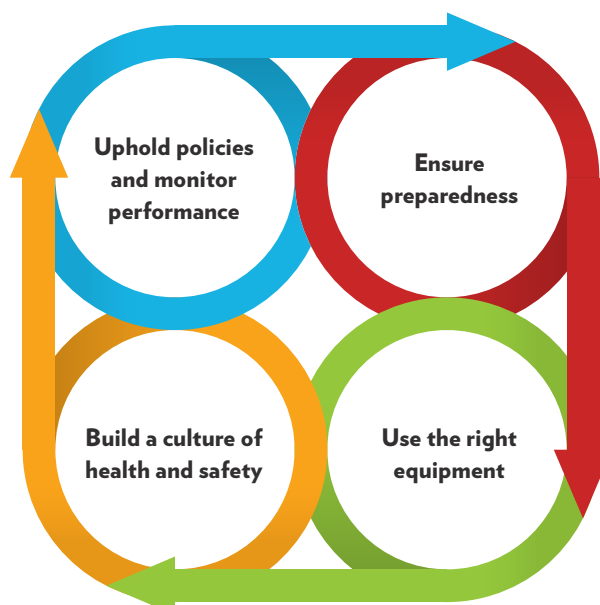 Uphold policies
and monitor
performance
Ensure
preparedness
Build a culture of
health and safety
Use the right
equipment